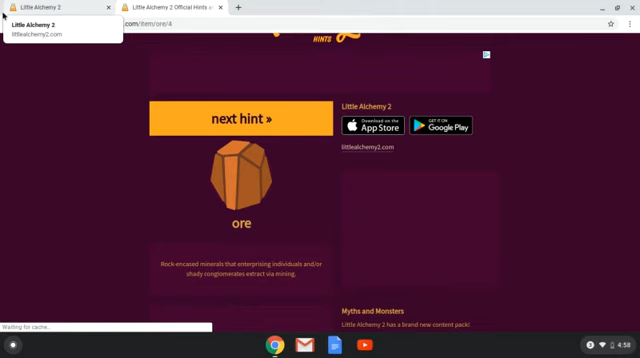 Little Alchemy 2
Little Alchemy 2 Official Hints a
Little Alchemy 2
littlealchemy2.com
.com/item/ore/4
HINTS
next hint »
ore
Rock-encased minerals that enterprising individuals and/or
shady conglomerates extract via mining.
Little Alchemy 2
Download on the
App Store
GET IT ON
Google Play
littlealchemy2.com
Myths and Monsters
Little Alchemy 2 has a brand new content pack!
Waiting for cache...
3
4:58